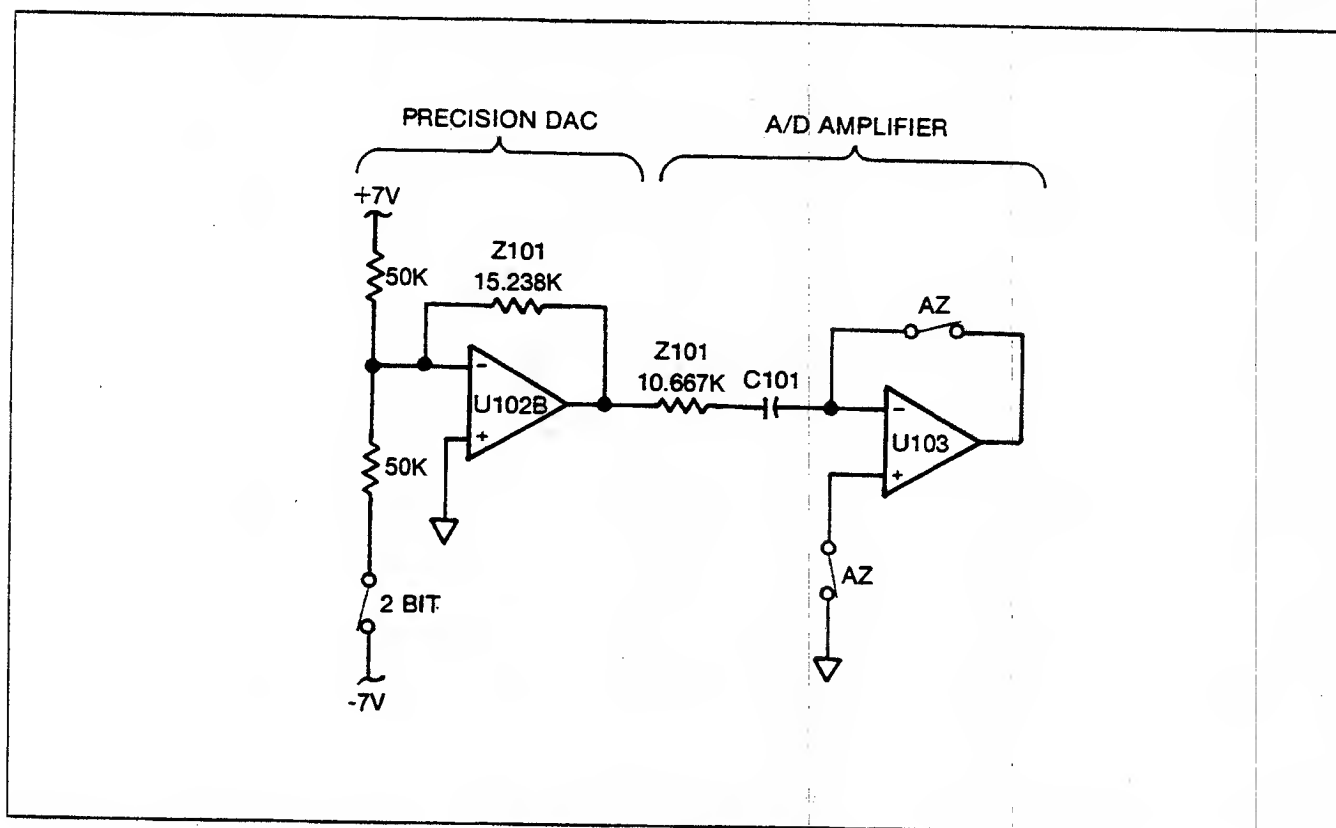 PRECISION DAC
A/D AMPLIFIER
+7V
50K
Z101
15.238K
AZ
Z101
10.667K
C101
-
U102B
+
-
U103
+
50K
2 BIT
AZ
-7V